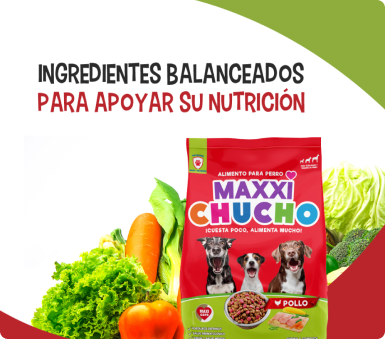 INGREDIENTES BALANCEADOS
PARA APOYAR SU NUTRICIÓN
ALIMENTO PARA PERRO
MAXXI
CHUCHO
¡CUESTA POCO, ALIMENTA MUCHO!
POLLO